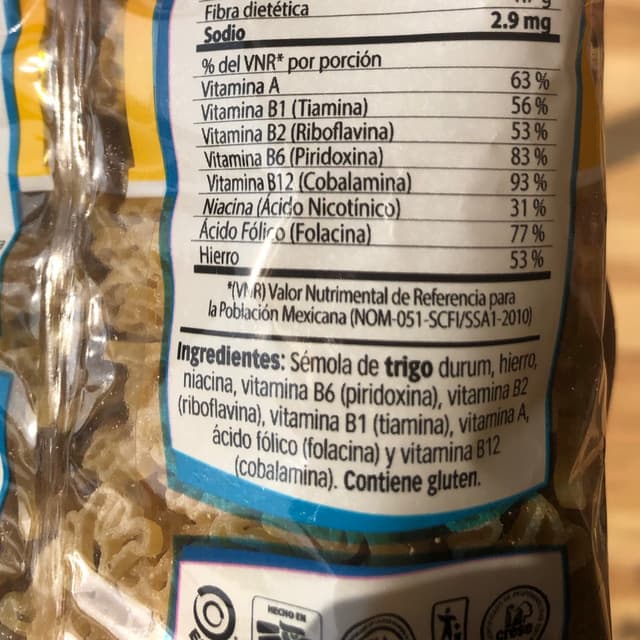 Fibra dietética
Sodio 2.9 mg
% del VNR* por porción
Vitamina A 63 %
Vitamina B1 (Tiamina) 56 %
Vitamina B2 (Riboflavina) 53 %
Vitamina B6 (Piridoxina) 83 %
Vitamina B12 (Cobalamina) 93 %
Niacina (Ácido Nicotínico) 31 %
Ácido Fólico (Folacina) 77 %
Hierro 53 %
*(VNR) Valor Nutrimental de Referencia para
la Población Mexicana (NOM-051-SCFI/SSA1-2010)
Ingredientes: Sémola de trigo durum, hierro,
niacina, vitamina B6 (piridoxina), vitamina B2
(riboflavina), vitamina B1 (tiamina), vitamina A,
ácido fólico (folacina) y vitamina B12
(cobalamina). Contiene gluten.
HECHO EN